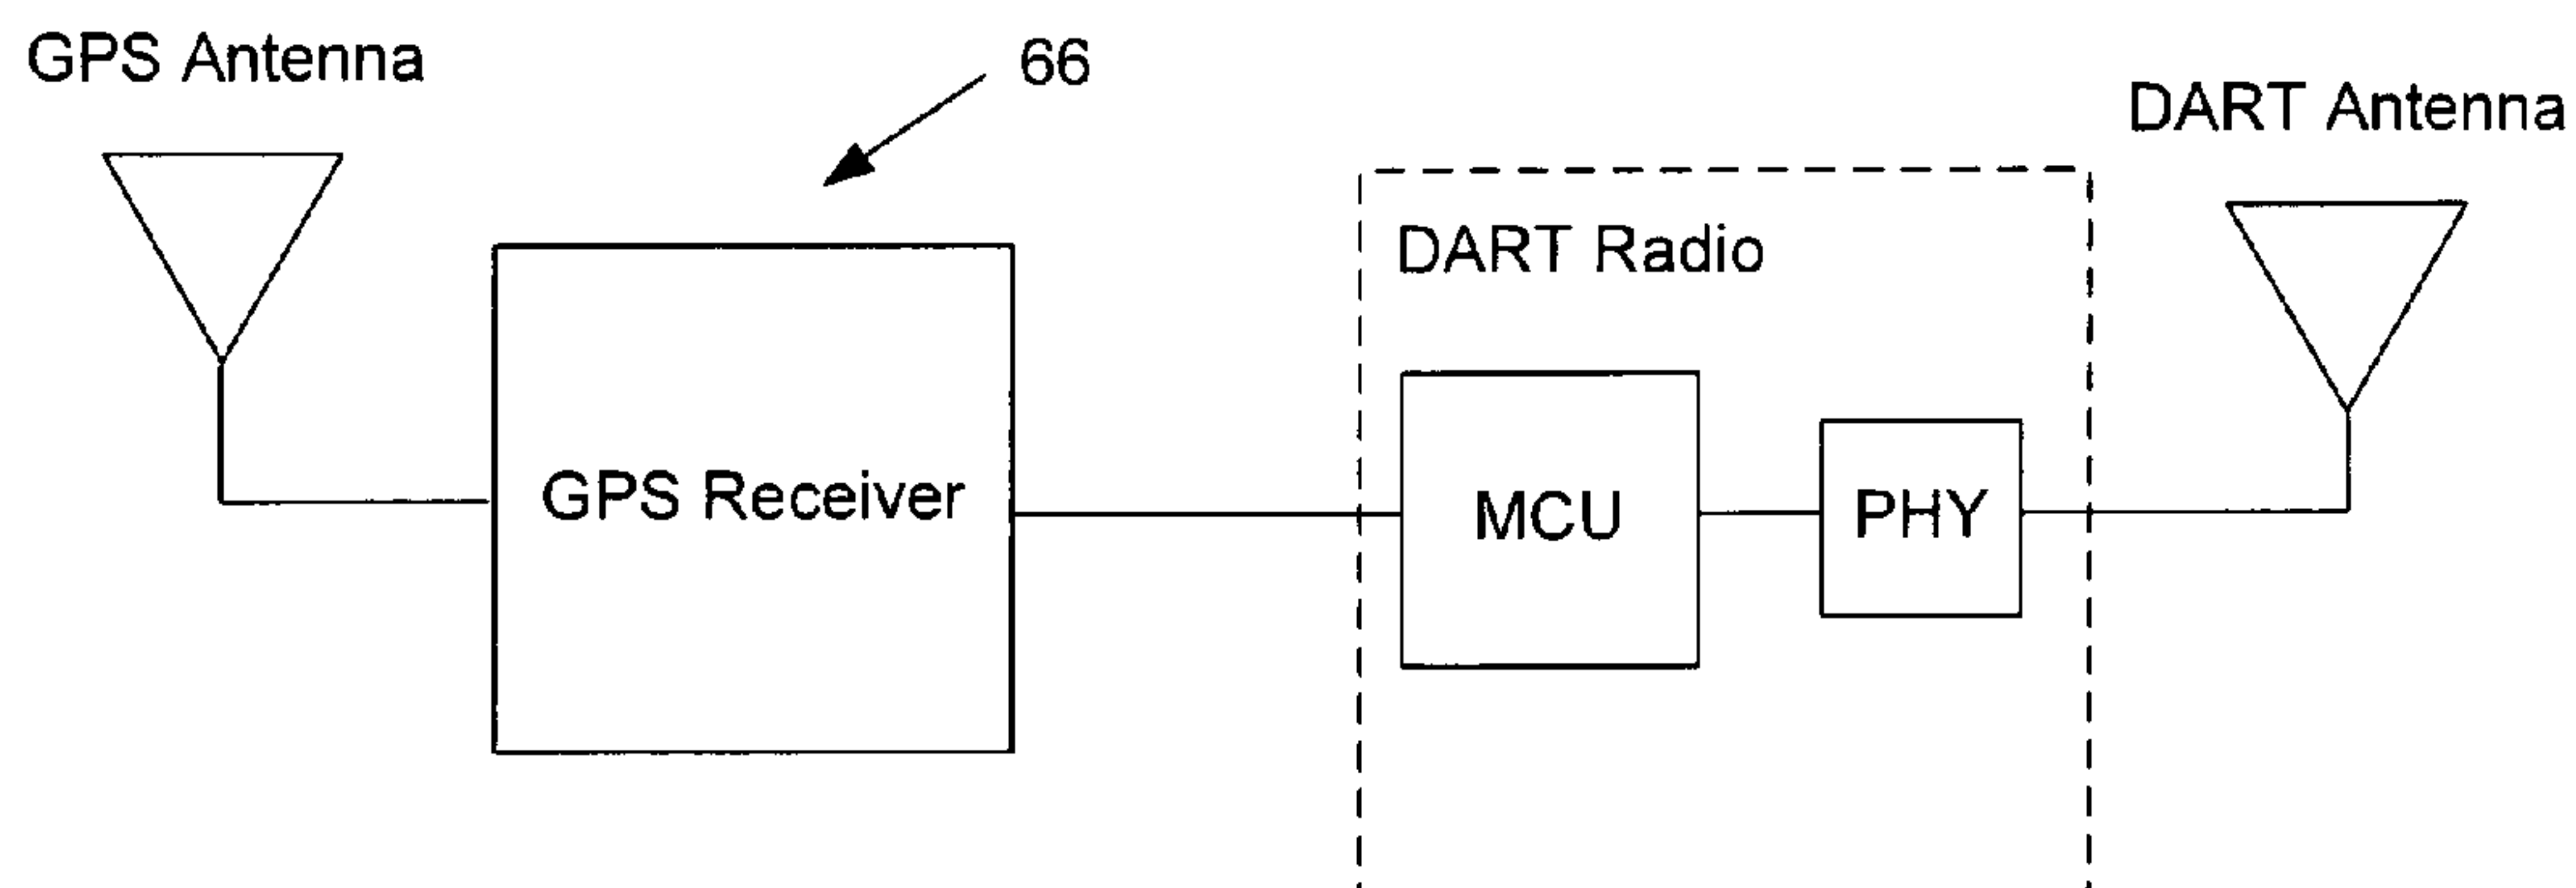 GPS Antenna
66
DART Antenna
DART Radio
GPS Receiver
MCU
PHY